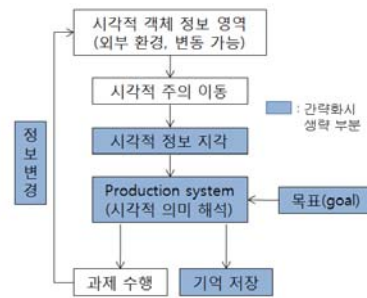 시각적 객체 정보 영역
(외부 환경, 변동 가능)
시각적 주의 이동
: 간략화시
생략 부분
시각적 정보 지각
정
보
변
경
Production system
(시각적 의미 해석)
목표(goal)
과제 수행
기억 저장